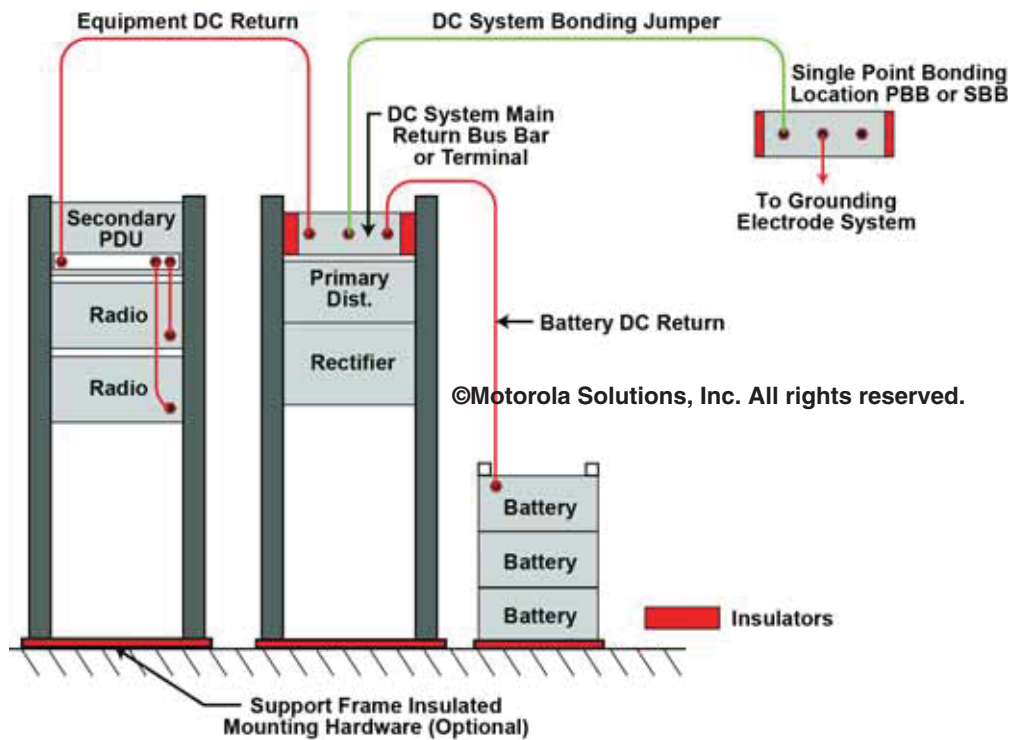 Equipment DC Return
DC System Bonding Jumper
Single Point Bonding
Location PBB or SBB
DC System Main
Return Bus Bar
or Terminal
To Grounding
Electrode System
Secondary
PDU
Radio
Radio
Primary
Dist.
Rectifier
Battery DC Return
©Motorola Solutions, Inc. All rights reserved.
Battery
Battery
Battery
Insulators
Support Frame Insulated
Mounting Hardware (Optional)